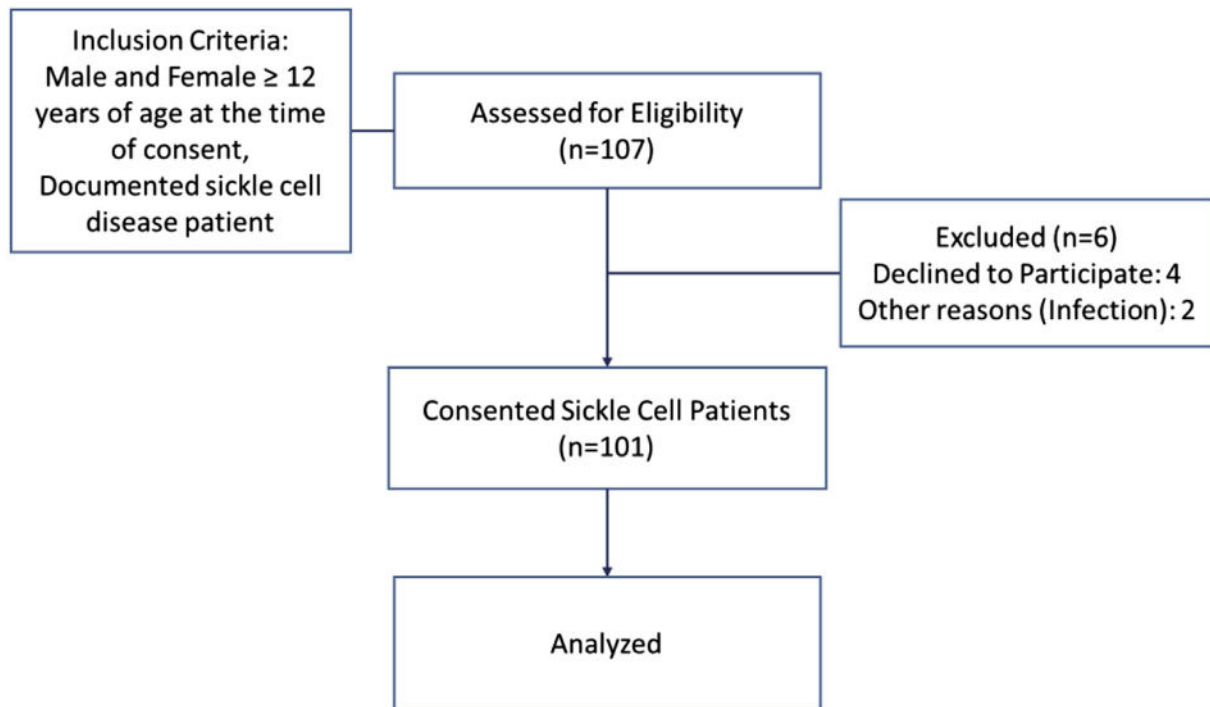 Inclusion Criteria:
Male and Female ≥ 12
years of age at the time
of consent,
Documented sickle cell
disease patient
Assessed for Eligibility
(n=107)
Excluded (n=6)
Declined to Participate: 4
Other reasons (Infection): 2
Consented Sickle Cell Patients
(n=101)
Analyzed